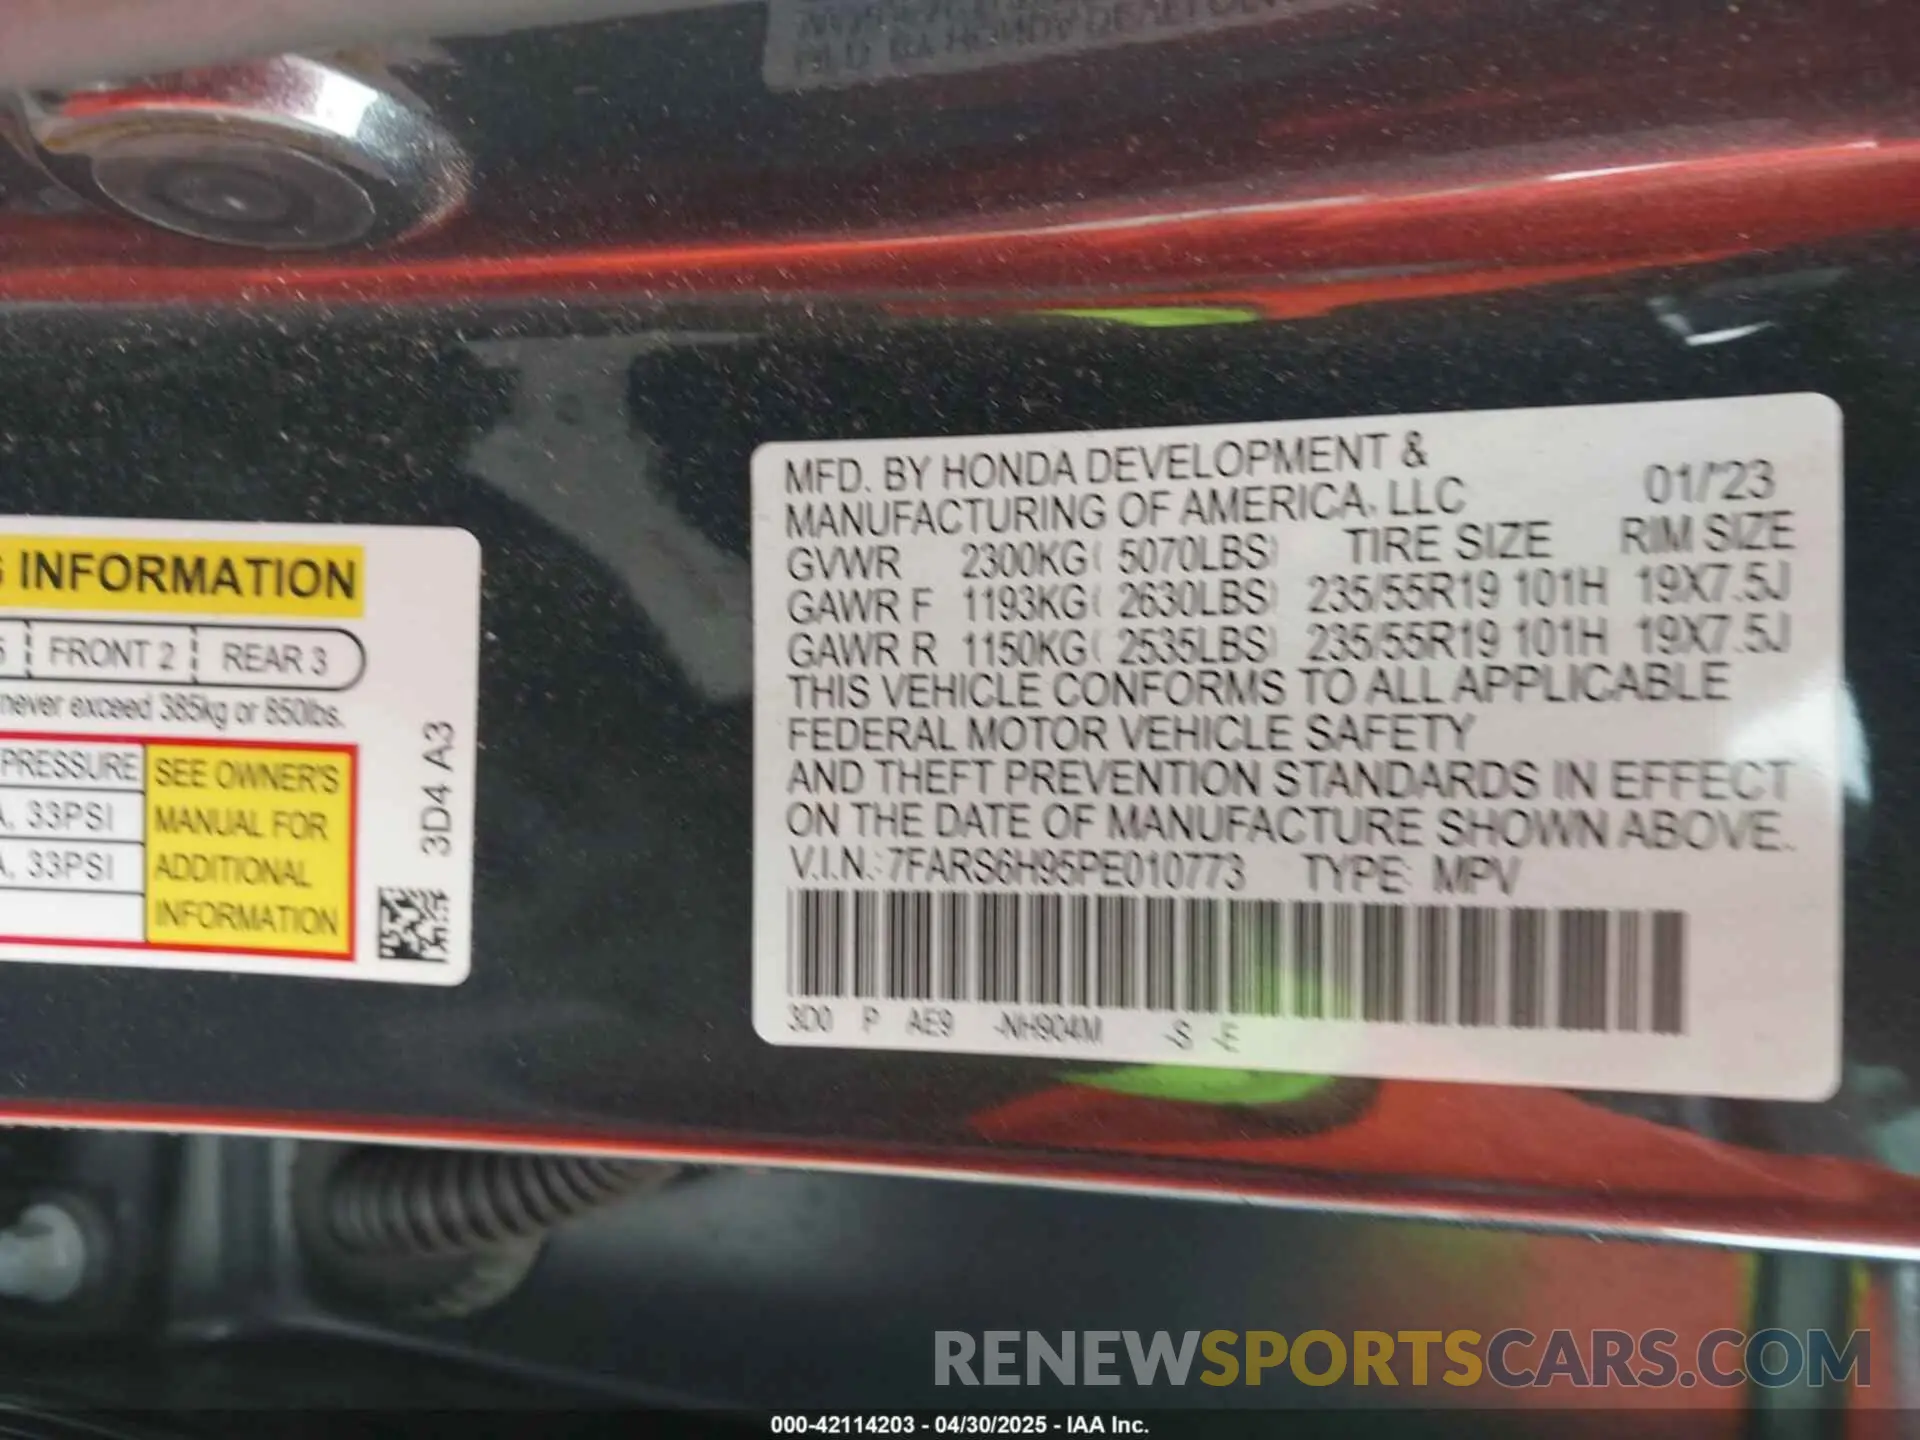 MFD. BY HONDA DEVELOPMENT &
MANUFACTURING OF AMERICA, LLC 01/'23
GVWR 2300KG( 5070LBS) TIRE SIZE RIM SIZE
GAWR F 1193KG( 2630LBS) 235/55R19 101H 19X7.5J
GAWR R 1150KG( 2535LBS) 235/55R19 101H 19X7.5J
THIS VEHICLE CONFORMS TO ALL APPLICABLE
FEDERAL MOTOR VEHICLE SAFETY
AND THEFT PREVENTION STANDARDS IN EFFECT
ON THE DATE OF MANUFACTURE SHOWN ABOVE.
V.I.N.: 7FARS6H95PE010773 TYPE: MPV
3D0 P AE9 -NH904M -S -E
INFORMATION
FRONT 2 REAR 3
never exceed 385kg or 850lbs.
PRESSURE
33PSI
33PSI
SEE OWNER'S
MANUAL FOR
ADDITIONAL
INFORMATION
3D4 A3
RENEWSPORTSCARS.COM
000-42114203 - 04/30/2025 - IAA Inc.